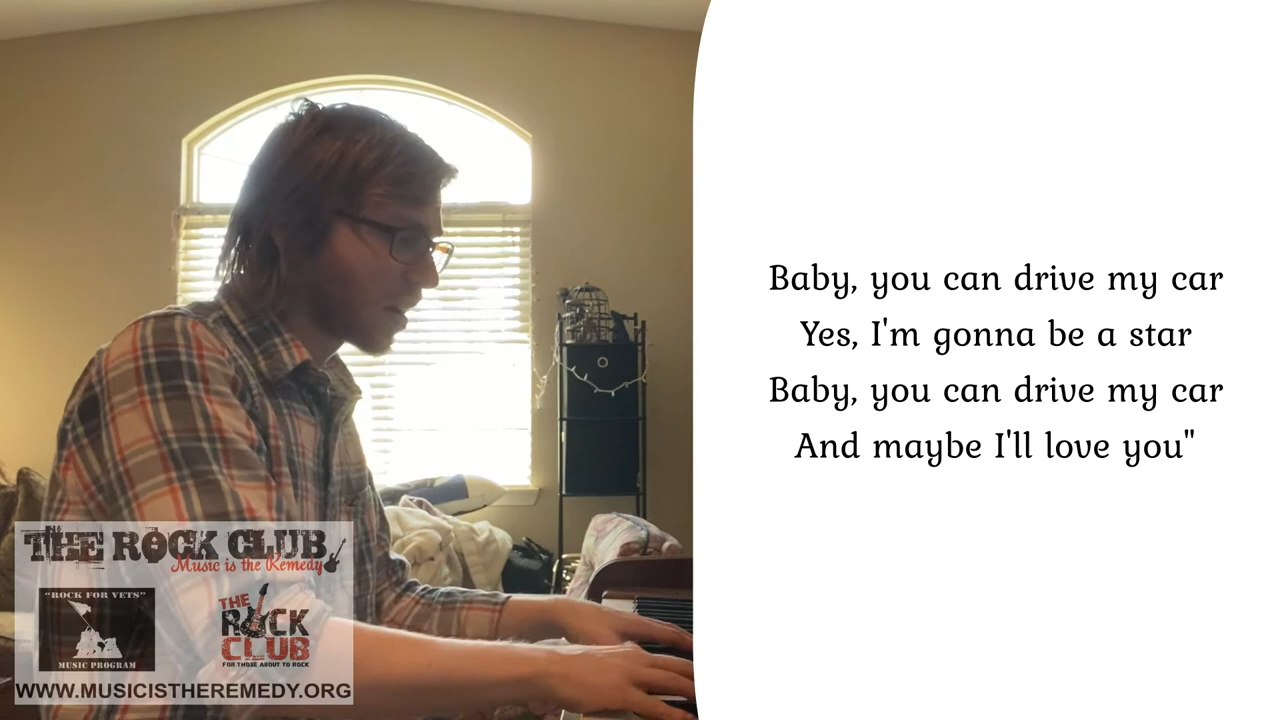 Baby, you can drive my car
Yes, I'm gonna be a star
Baby, you can drive my car
And maybe I'll love you"
THE ROCK CLUB
Music is the Remedy
"ROCK FOR VETS"
MUSIC PROGRAM
THE
ROCK
CLUB
FOR THOSE ABOUT TO ROCK
WWW.MUSICISTHEREMEDY.ORG